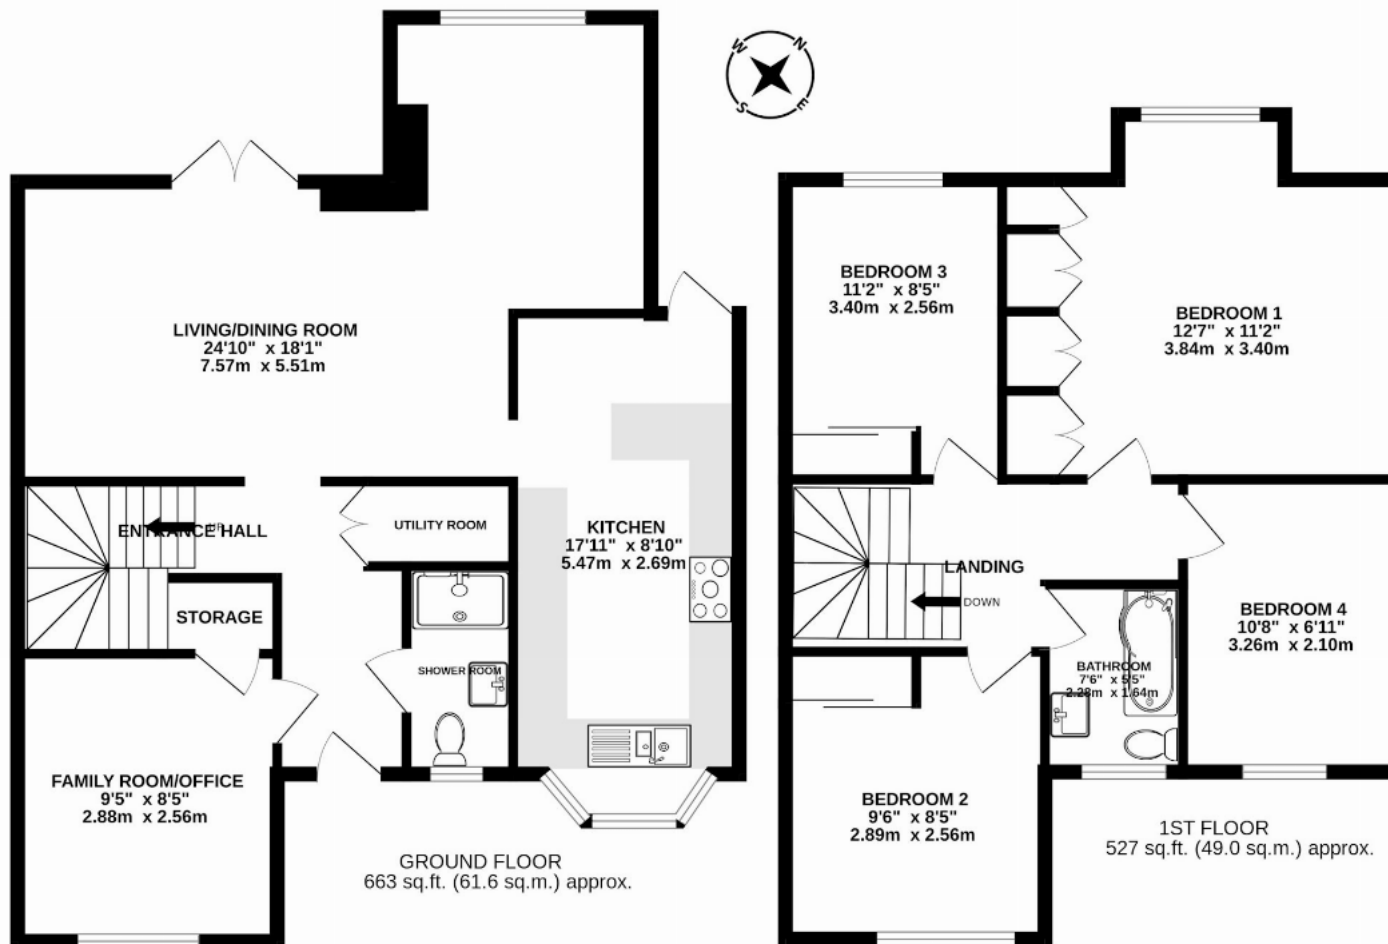 N
W
E
S
LIVING/DINING ROOM
24'10" x 18'1"
7.57m x 5.51m
ENTRANCE HALL
UP
UTILITY ROOM
STORAGE
SHOWER ROOM
KITCHEN
17'11" x 8'10"
5.47m x 2.69m
FAMILY ROOM/OFFICE
9'5" x 8'5"
2.88m x 2.56m
GROUND FLOOR
663 sq.ft. (61.6 sq.m.) approx.
BEDROOM 3
11'2" x 8'5"
3.40m x 2.56m
BEDROOM 1
12'7" x 11'2"
3.84m x 3.40m
LANDING
DOWN
BEDROOM 4
10'8" x 6'11"
3.26m x 2.10m
BATHROOM
7'6" x 5'5"
2.28m x 1.64m
BEDROOM 2
9'6" x 8'5"
2.89m x 2.56m
1ST FLOOR
527 sq.ft. (49.0 sq.m.) approx.